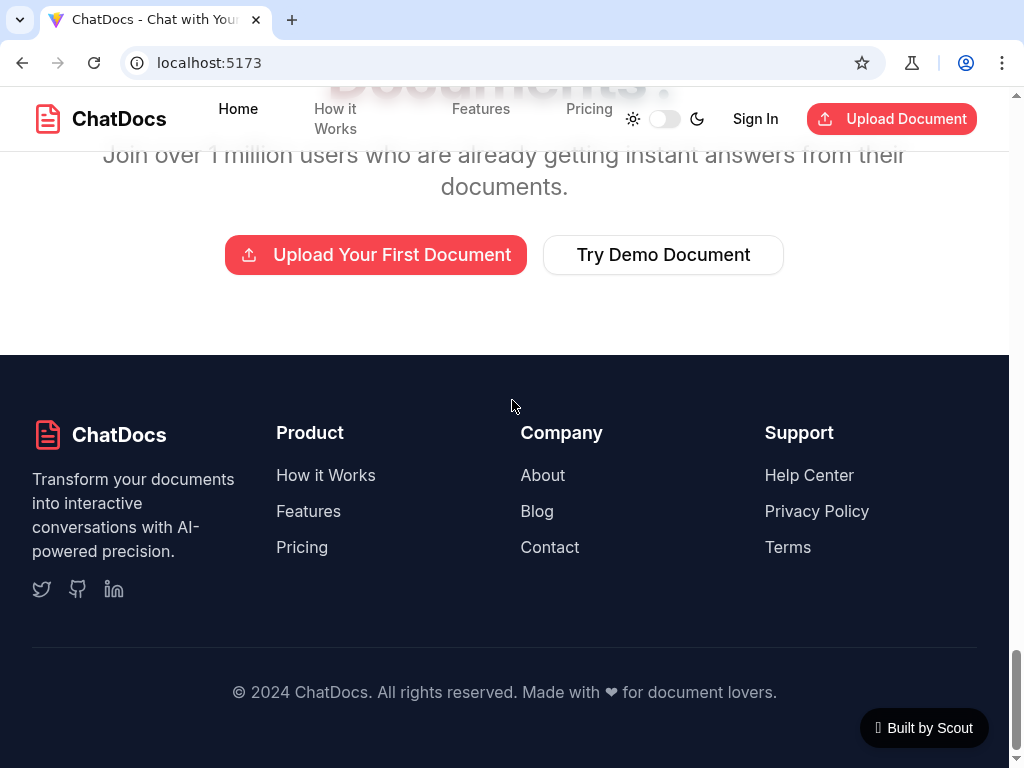 ChatDocs - Chat with Your
localhost:5173
Documents?
ChatDocs
Home
How it
Works
Features
Pricing
Sign In
Upload Document
Join over 1 million users who are already getting instant answers from their
documents.
Upload Your First Document
Try Demo Document
ChatDocs
Transform your documents
into interactive
conversations with AI-
powered precision.
Product
How it Works
Features
Pricing
Company
About
Blog
Contact
Support
Help Center
Privacy Policy
Terms
© 2024 ChatDocs. All rights reserved. Made with ❤ for document lovers.
Built by Scout